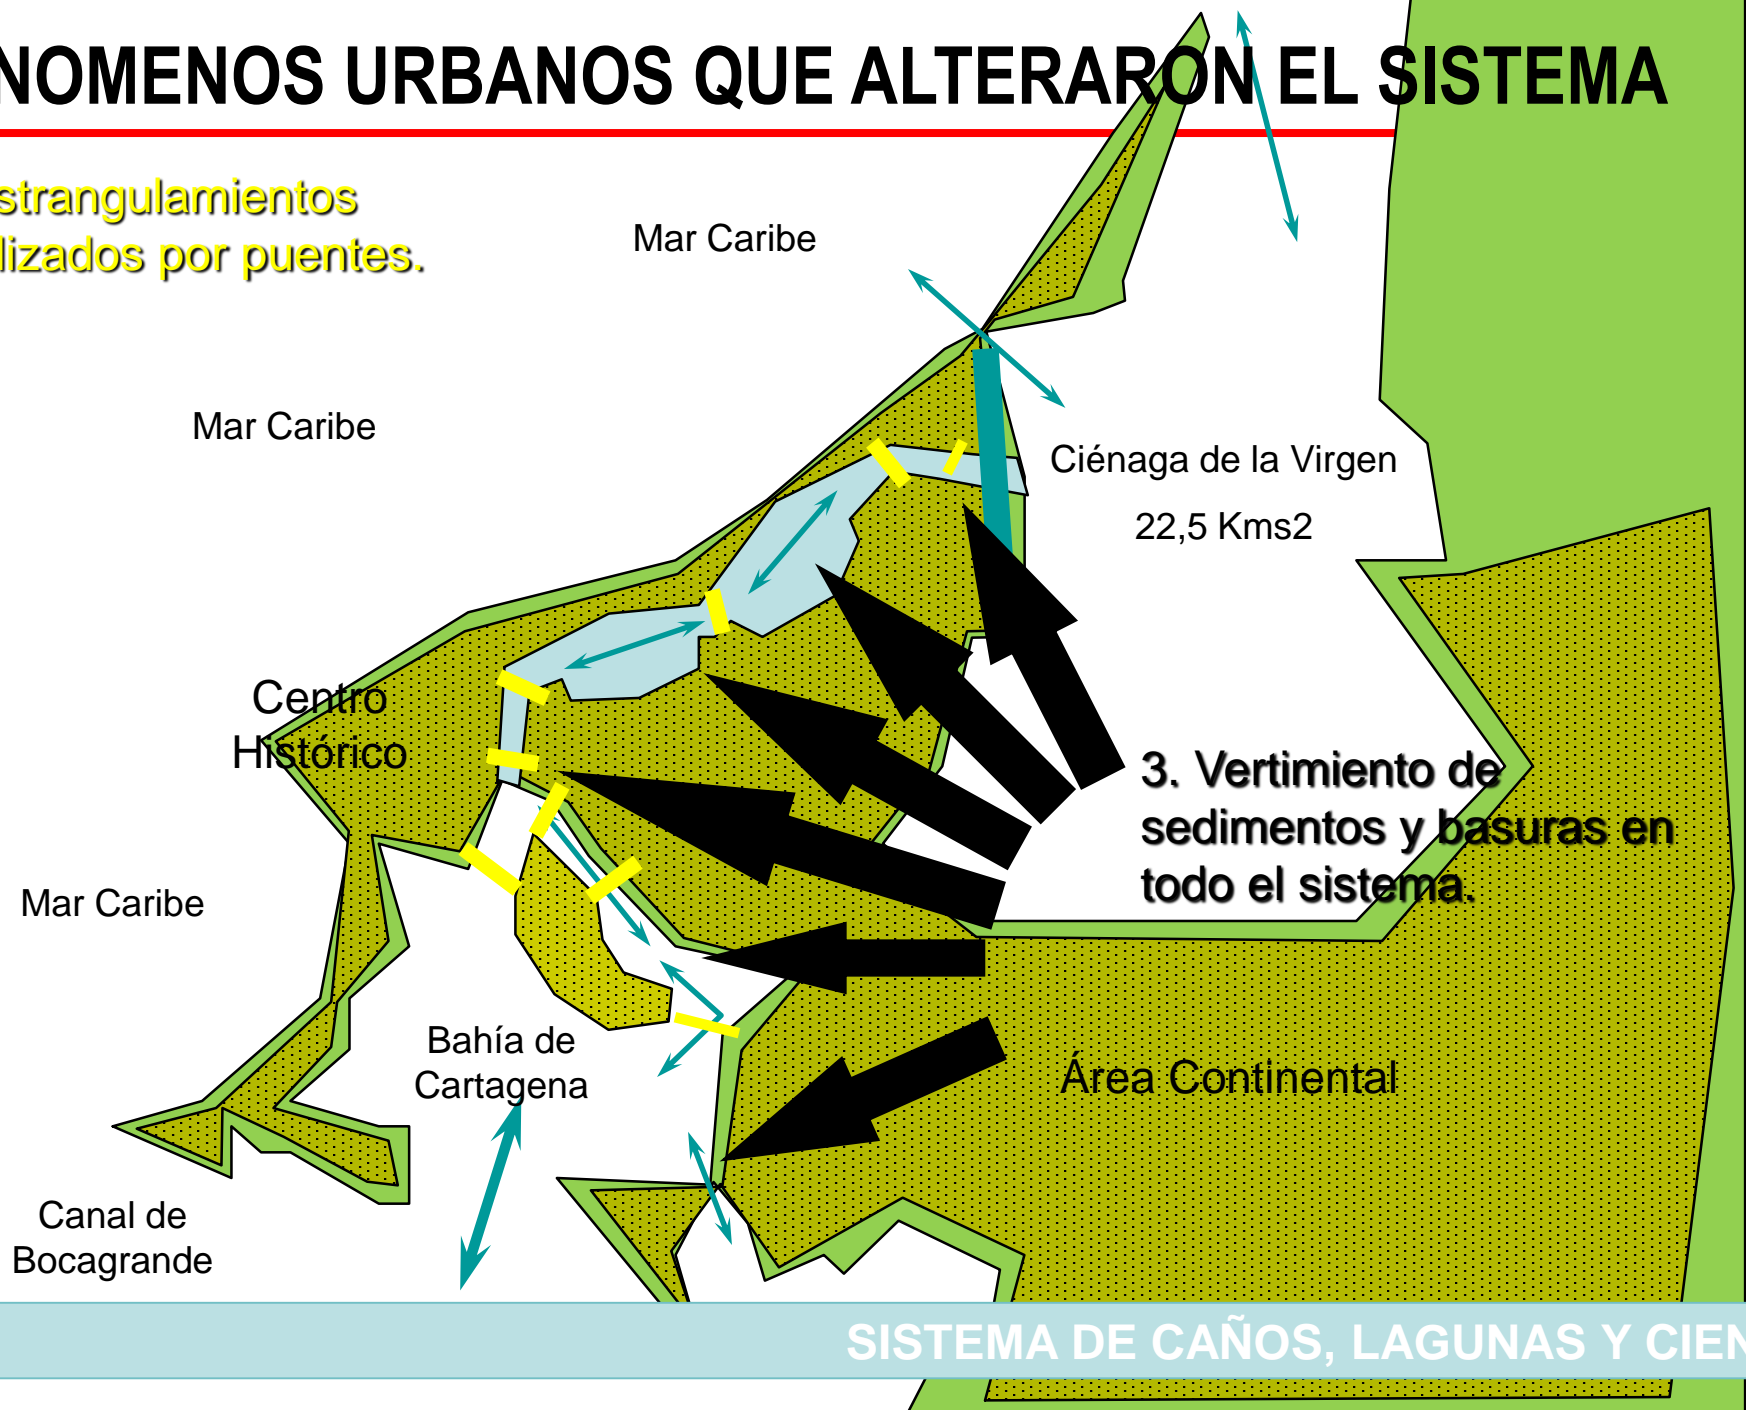 NOMENOS URBANOS QUE ALTERARON EL SISTEMA
strangulamientos
lizados por puentes.
Mar Caribe
Mar Caribe
Ciénaga de la Virgen
22,5 Kms2
Centro
Histórico
3. Vertimiento de
sedimentos y basuras en
todo el sistema.
Mar Caribe
Bahía de
Cartagena
Área Continental
Canal de
Bocagrande
SISTEMA DE CAÑOS, LAGUNAS Y CIEN